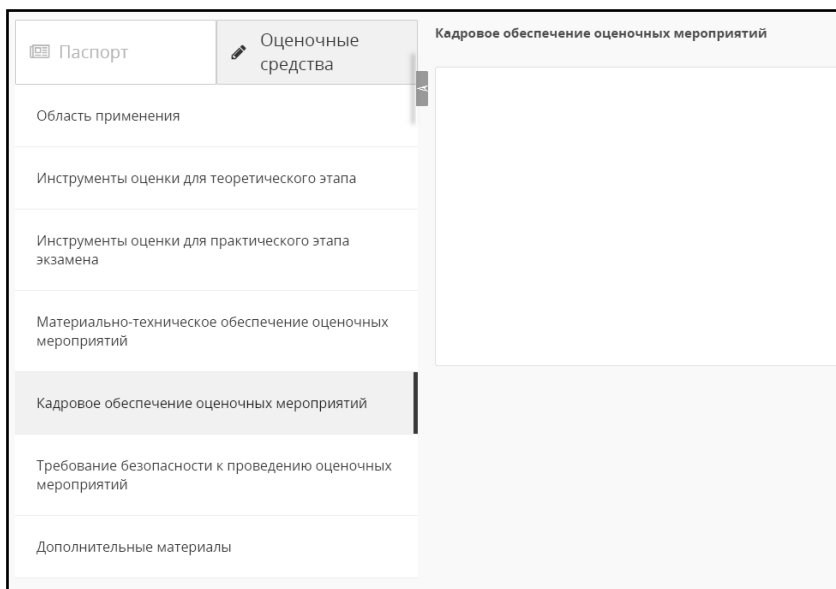 Паспорт
Оценочные
средства
Область применения
Инструменты оценки для теоретического этапа
Инструменты оценки для практического этапа
экзамена
Материально-техническое обеспечение оценочных
мероприятий
Кадровое обеспечение оценочных мероприятий
Требование безопасности к проведению оценочных
мероприятий
Дополнительные материалы
Кадровое обеспечение оценочных мероприятий